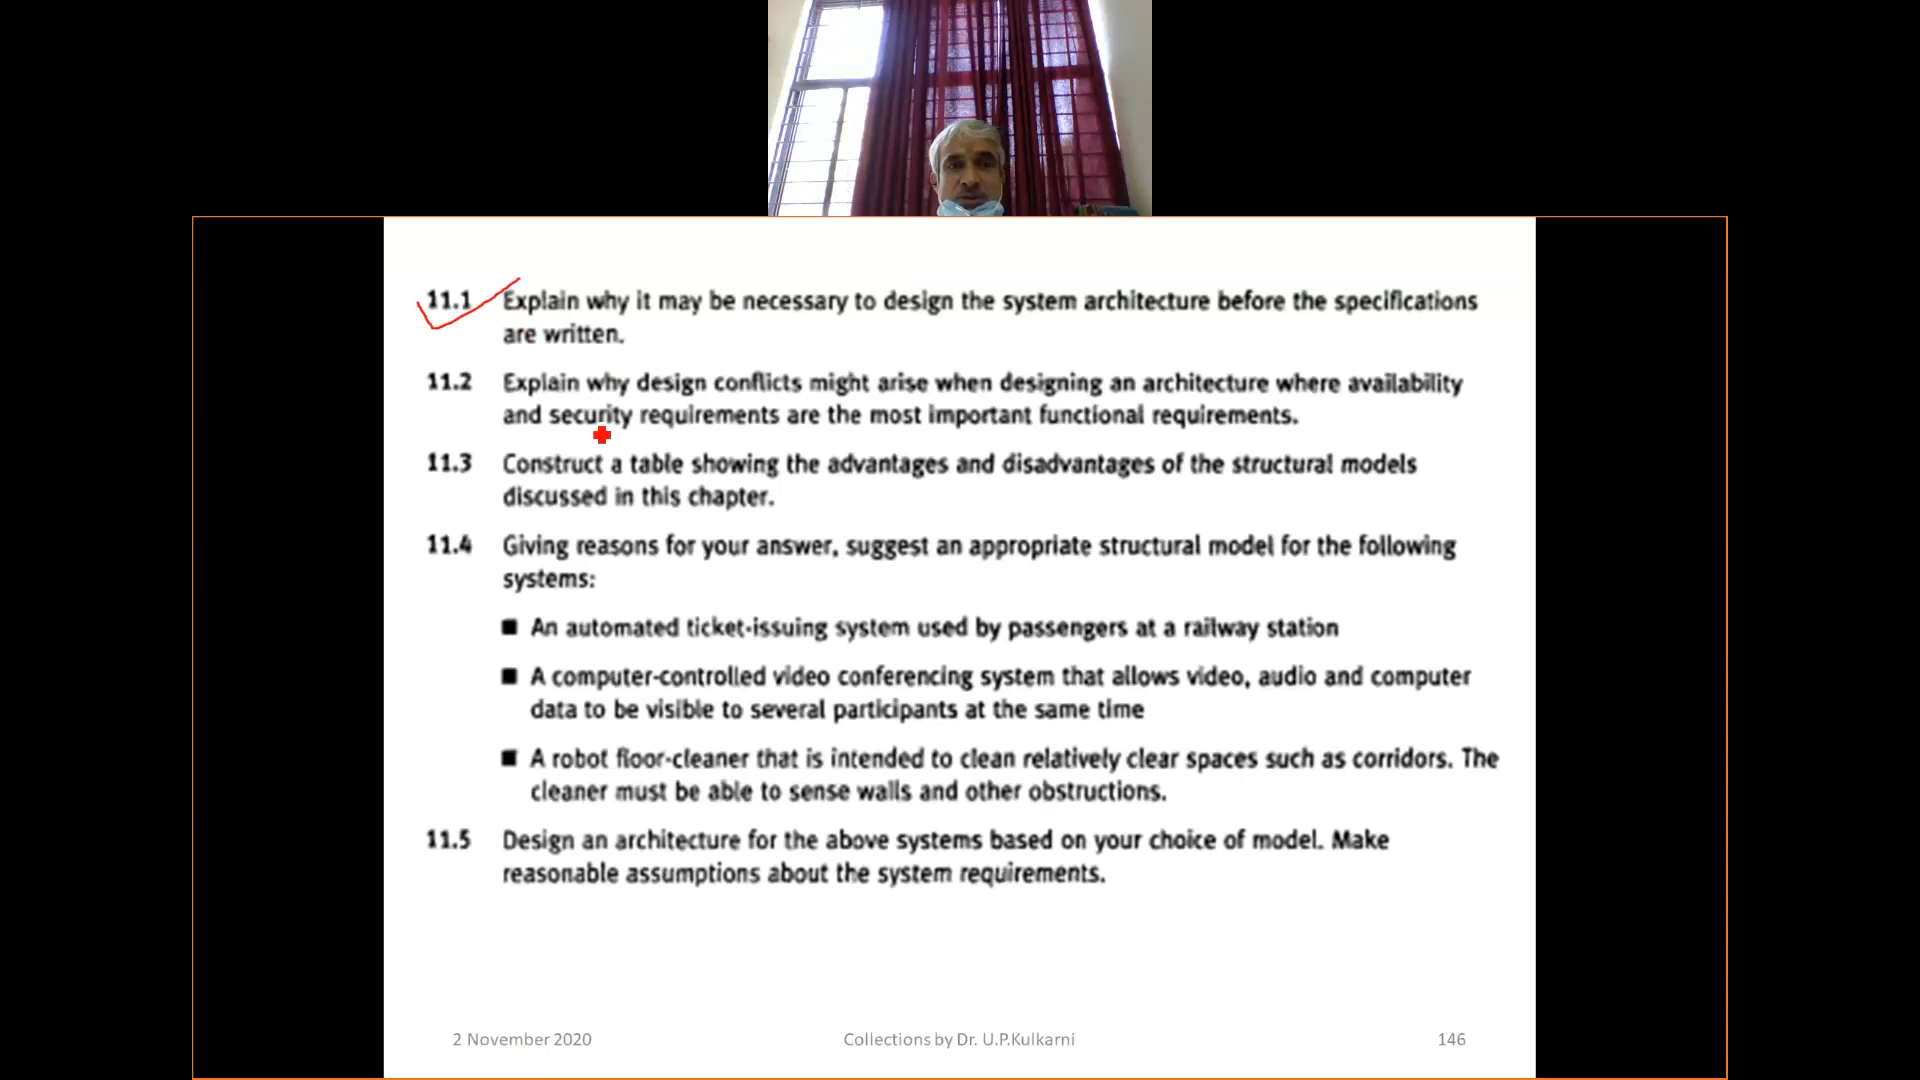 11.1 Explain why it may be necessary to design the system architecture before the specifications
are written.
11.2 Explain why design conflicts might arise when designing an architecture where availability
and security requirements are the most important functional requirements.
11.3 Construct a table showing the advantages and disadvantages of the structural models
discussed in this chapter.
11.4 Giving reasons for your answer, suggest an appropriate structural model for the following
systems:
■ An automated ticket-issuing system used by passengers at a railway station
■ A computer-controlled video conferencing system that allows video, audio and computer
data to be visible to several participants at the same time
■ A robot floor-cleaner that is intended to clean relatively clear spaces such as corridors. The
cleaner must be able to sense walls and other obstructions.
11.5 Design an architecture for the above systems based on your choice of model. Make
reasonable assumptions about the system requirements.
2 November 2020 Collections by Dr. U.P.Kulkarni 146